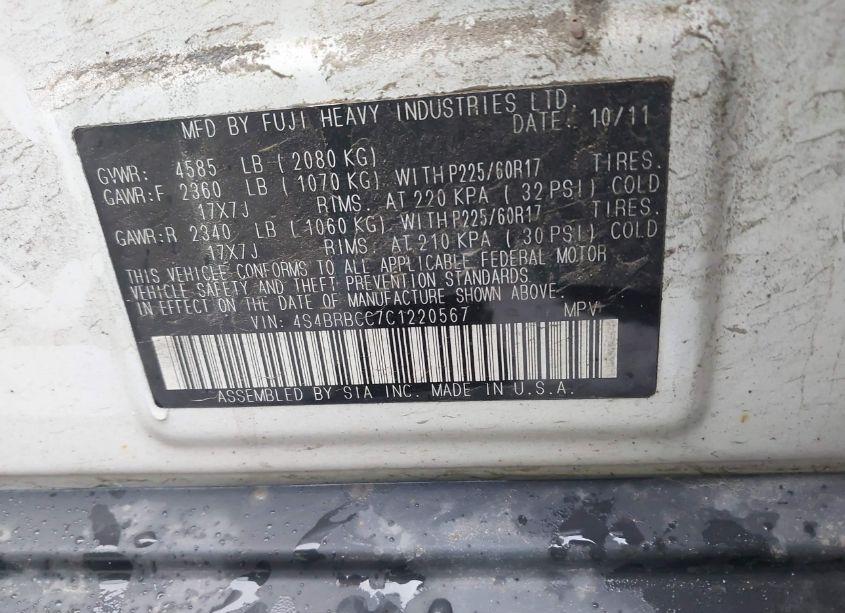 MFD BY FUJI HEAVY INDUSTRIES LTD.
DATE: 10/11
GVWR: 4585 LB ( 2080 KG)
GAWR:F 2360 LB ( 1070 KG) WITH P225/60R17 TIRES.
17X7J RIMS. AT 220 KPA ( 32 PSI) COLD
GAWR:R 2340 LB ( 1060 KG) WITH P225/60R17 TIRES.
17X7J RIMS AT 210 KPA ( 30 PSI) COLD
THIS VEHICLE CONFORMS TO ALL APPLICABLE FEDERAL MOTOR
VEHICLE SAFETY AND THEFT PREVENTION STANDARDS
IN EFFECT ON THE DATE OF MANUFACTURE SHOWN ABOVE.
VIN: 4S4BRBCC7C1220567 MPV
ASSEMBLED BY SIA INC. MADE IN U.S.A.